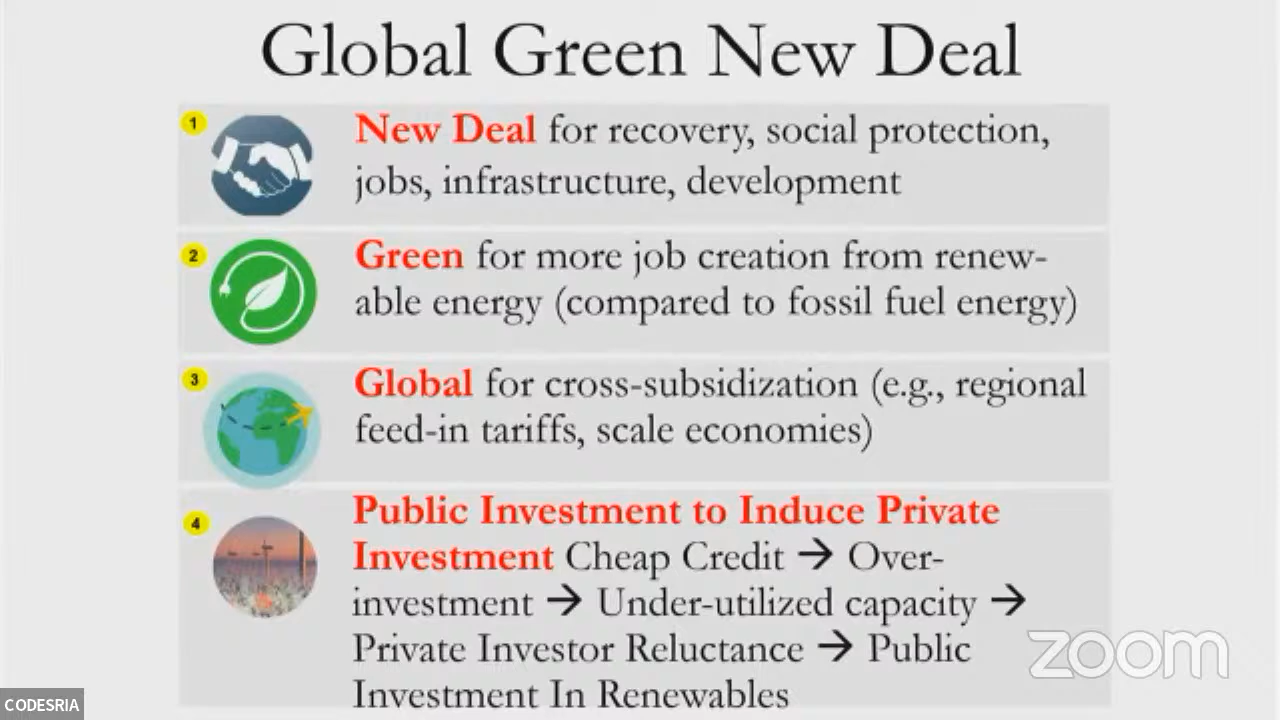 Global Green New Deal
1
New Deal for recovery, social protection,
jobs, infrastructure, development
2
Green for more job creation from renew-
able energy (compared to fossil fuel energy)
3
Global for cross-subsidization (e.g., regional
feed-in tariffs, scale economies)
4
Public Investment to Induce Private
Investment Cheap Credit → Over-
investment → Under-utilized capacity →
Private Investor Reluctance → Public
Investment In Renewables
zoom
CODESRIA